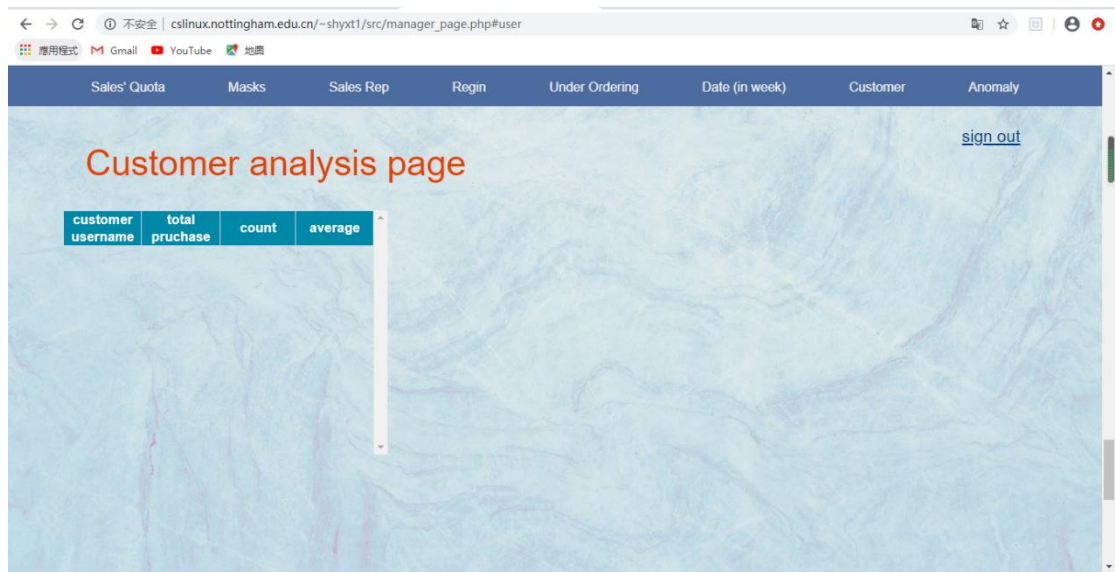 不安全 | cslinux.nottingham.edu.cn/~shyxt1/src/manager_page.php#user
應用程式 Gmail YouTube 地圖
Sales' Quota Masks Sales Rep Regin Under Ordering Date (in week) Customer Anomaly
sign out
Customer analysis page
customer username total pruchase count average